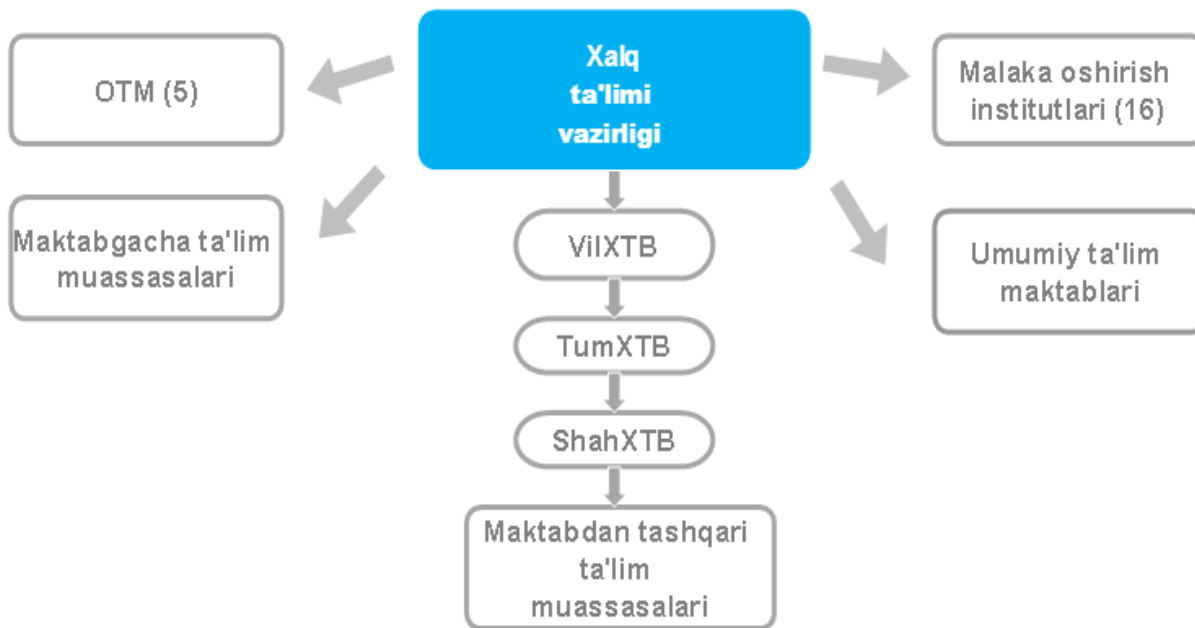 Xalq
ta'limi
vazirligi
OTM (5)
Malaka oshirish
institutlari (16)
Maktabgacha ta'lim
muassasalari
Umumiy ta'lim
maktablari
VilXTB
TumXTB
ShahXTB
Maktabdan tashqari
ta'lim
muassasalari